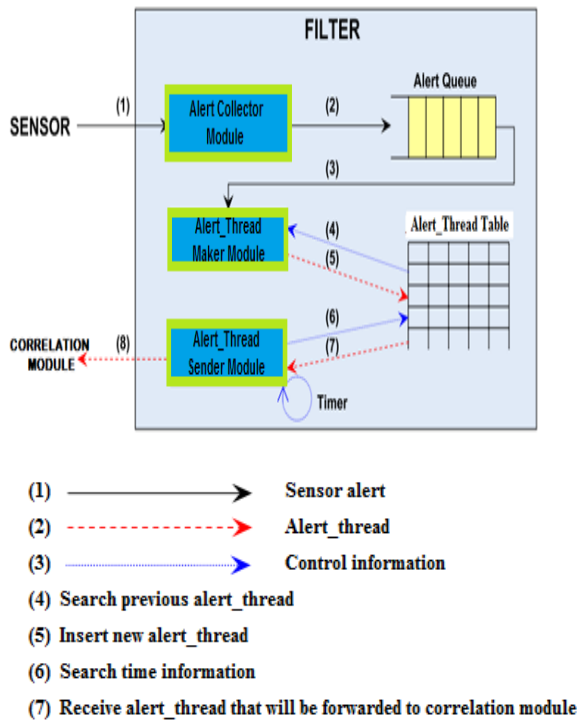 FILTER
Alert Queue
(1)
(2)
SENSOR
Alert Collector
Module
(3)
Alert_Thread
Maker Module
(4)
(5)
Alert_Thread Table
(6)
(7)
CORRELATION
MODULE
(8)
Alert_Thread
Sender Module
Timer
(1) Sensor alert
(2) Alert_thread
(3) Control information
(4) Search previous alert_thread
(5) Insert new alert_thread
(6) Search time information
(7) Receive alert_thread that will be forwarded to correlation module